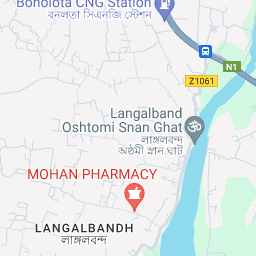 Bonolota CNG Station
বনলতা সিএনজি স্টেশন
N1
Z1061
Langalband
Oshtomi Snan Ghat
লাঙ্গলবন্দ
অষ্টমী স্নান ঘাট
MOHAN PHARMACY
LANGALBANDH
লাঙ্গলবন্দ